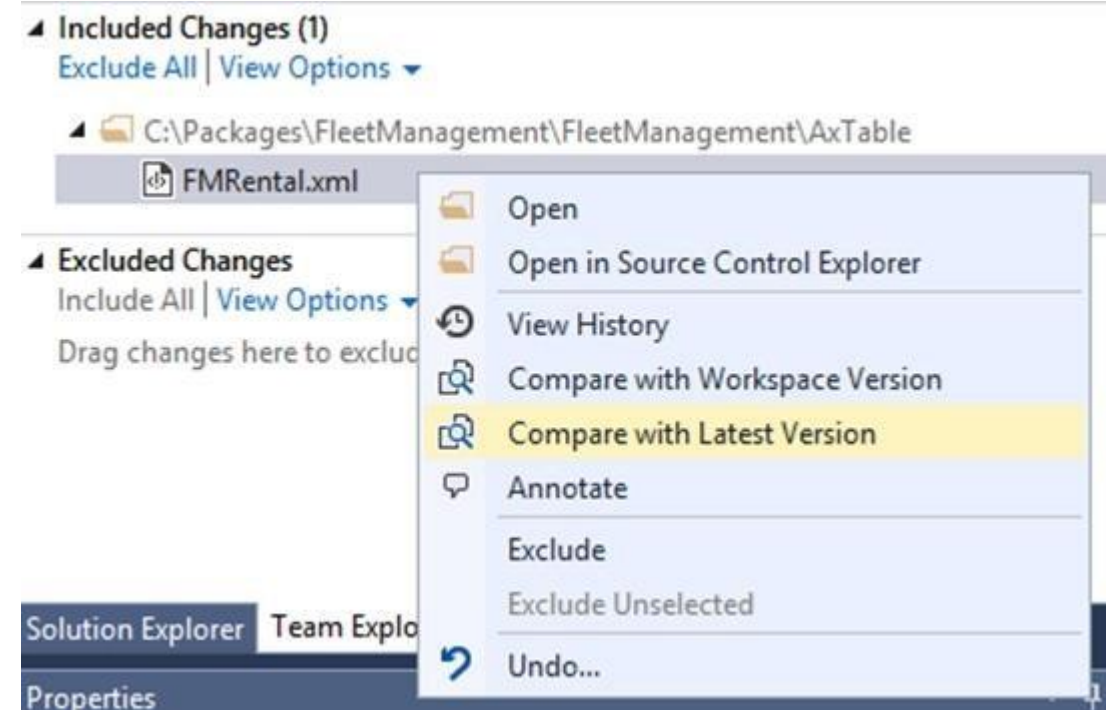 Included Changes (1)
Exclude All | View Options
C:\Packages\FleetManagement\FleetManagement\AxTable
FMRental.xml
Open
Open in Source Control Explorer
View History
Compare with Workspace Version
Compare with Latest Version
Annotate
Exclude
Exclude Unselected
Undo...
Excluded Changes
Include All | View Options
Drag changes here to exclud
Solution Explorer
Team Explo
Properties